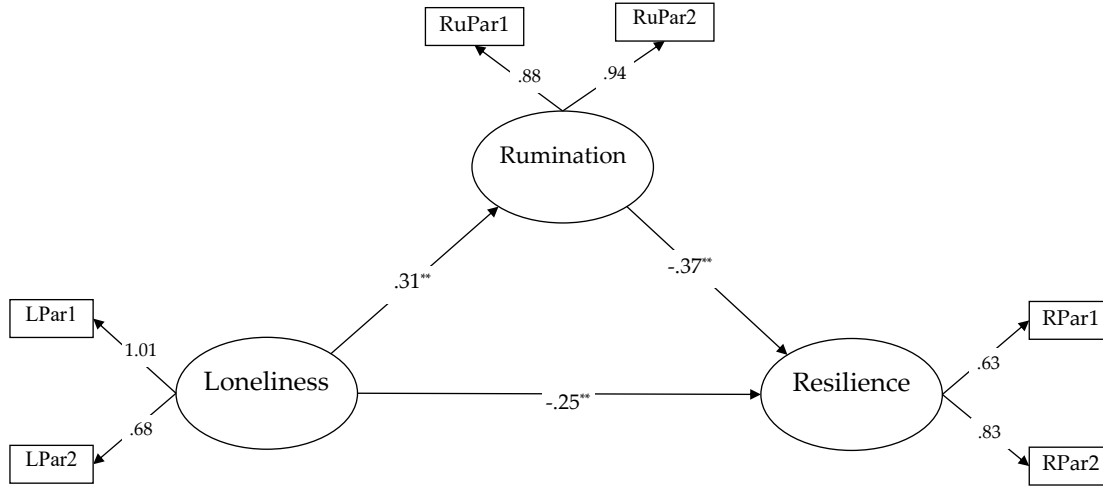 RuPar1
RuPar2
.88
.94
Rumination
.31**
-.37**
LPar1
1.01
Loneliness
.68
LPar2
-.25**
Resilience
RPar1
.63
.83
RPar2